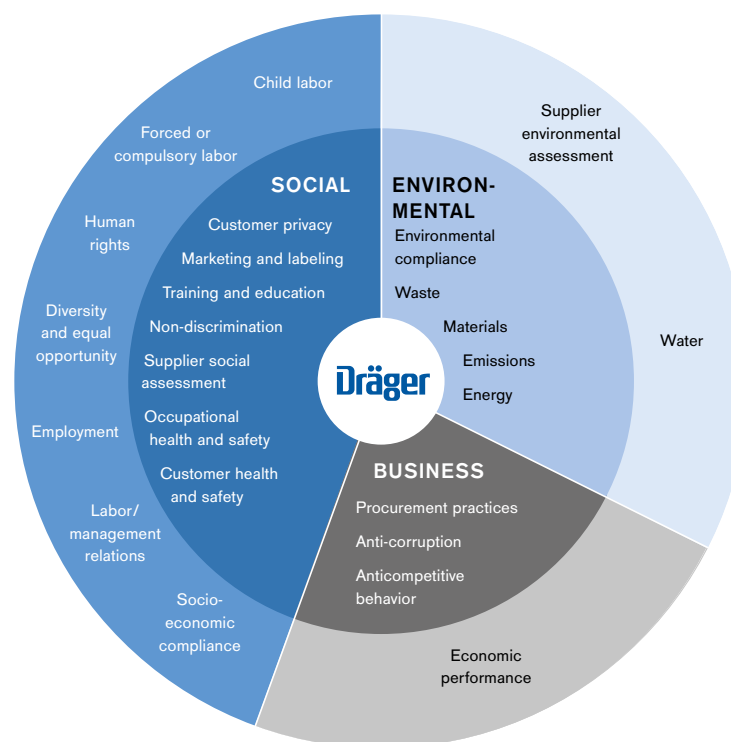 Child labor
Forced or
compulsory labor
Human
rights
Diversity
and equal
opportunity
Employment
Labor/
management
relations
Socio-
economic
compliance
SOCIAL
Customer privacy
Marketing and labeling
Training and education
Non-discrimination
Supplier social
assessment
Occupational
health and safety
Customer health
and safety
ENVIRON-
MENTAL
Environmental
compliance
Waste
Materials
Emissions
Energy
Supplier
environmental
assessment
Water
Dräger
BUSINESS
Procurement practices
Anti-corruption
Anticompetitive
behavior
Economic
performance